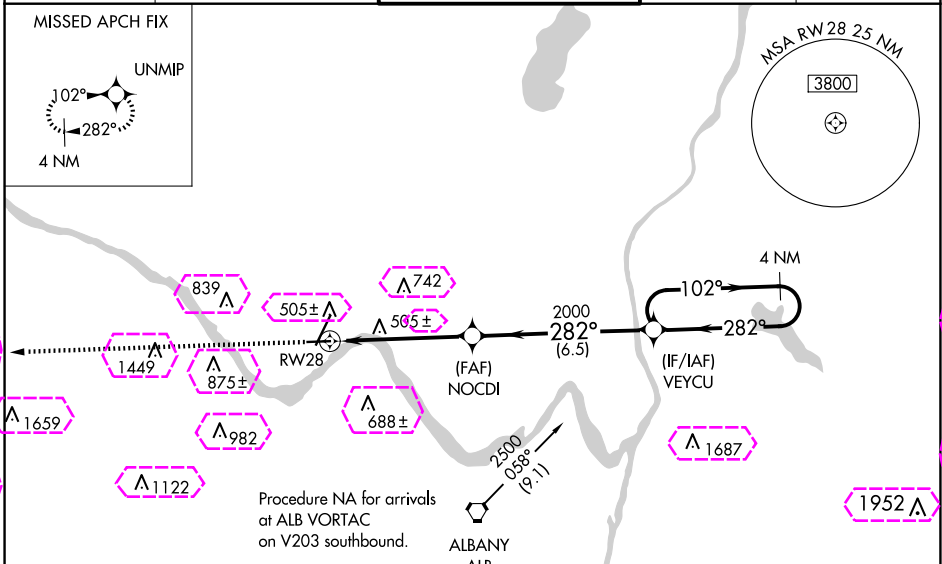 MISSED APCH FIX
UNMIP
102°
282°
4 NM
MSA RW28 25 NM
3800
4 NM
102°
282°
839
505±
742
505±
2000
282°
(6.5)
RW28
1449
875±
(FAF)
NOCDI
(IF/IAF)
VEYCU
1659
982
688±
1687
2500
058°
(9.1)
1122
1952
Procedure NA for arrivals
at ALB VORTAC
on V203 southbound.
ALBANY
ALB